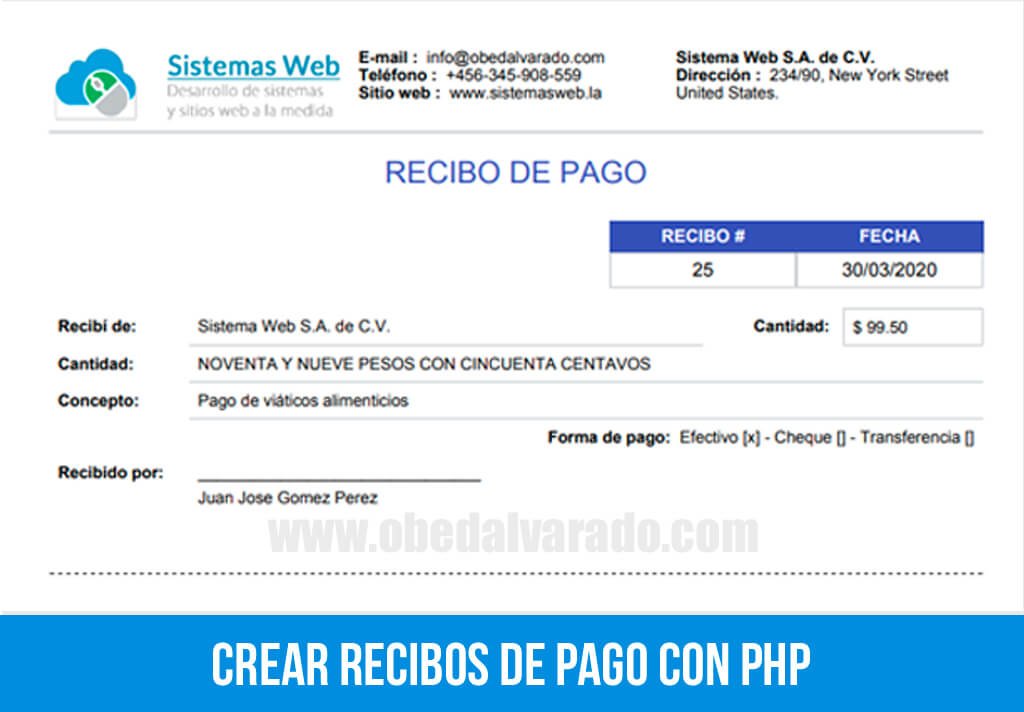 Sistemas Web
Desarrollo de sistemas
y sitios web a la medida
E-mail : info@obedalvarado.com
Teléfono : +456-345-908-559
Sitio web : www.sistemasweb.la
Sistema Web S.A. de C.V.
Dirección : 234/90, New York Street
United States.
RECIBO DE PAGO
RECIBO # FECHA
25 30/03/2020
Recibí de: Sistema Web S.A. de C.V. Cantidad: $ 99.50
Cantidad: NOVENTA Y NUEVE PESOS CON CINCUENTA CENTAVOS
Concepto: Pago de viáticos alimenticios
Forma de pago: Efectivo [x] - Cheque [] - Transferencia []
Recibido por:
Juan Jose Gomez Perez
www.obedalvarado.com
CREAR RECIBOS DE PAGO CON PHP